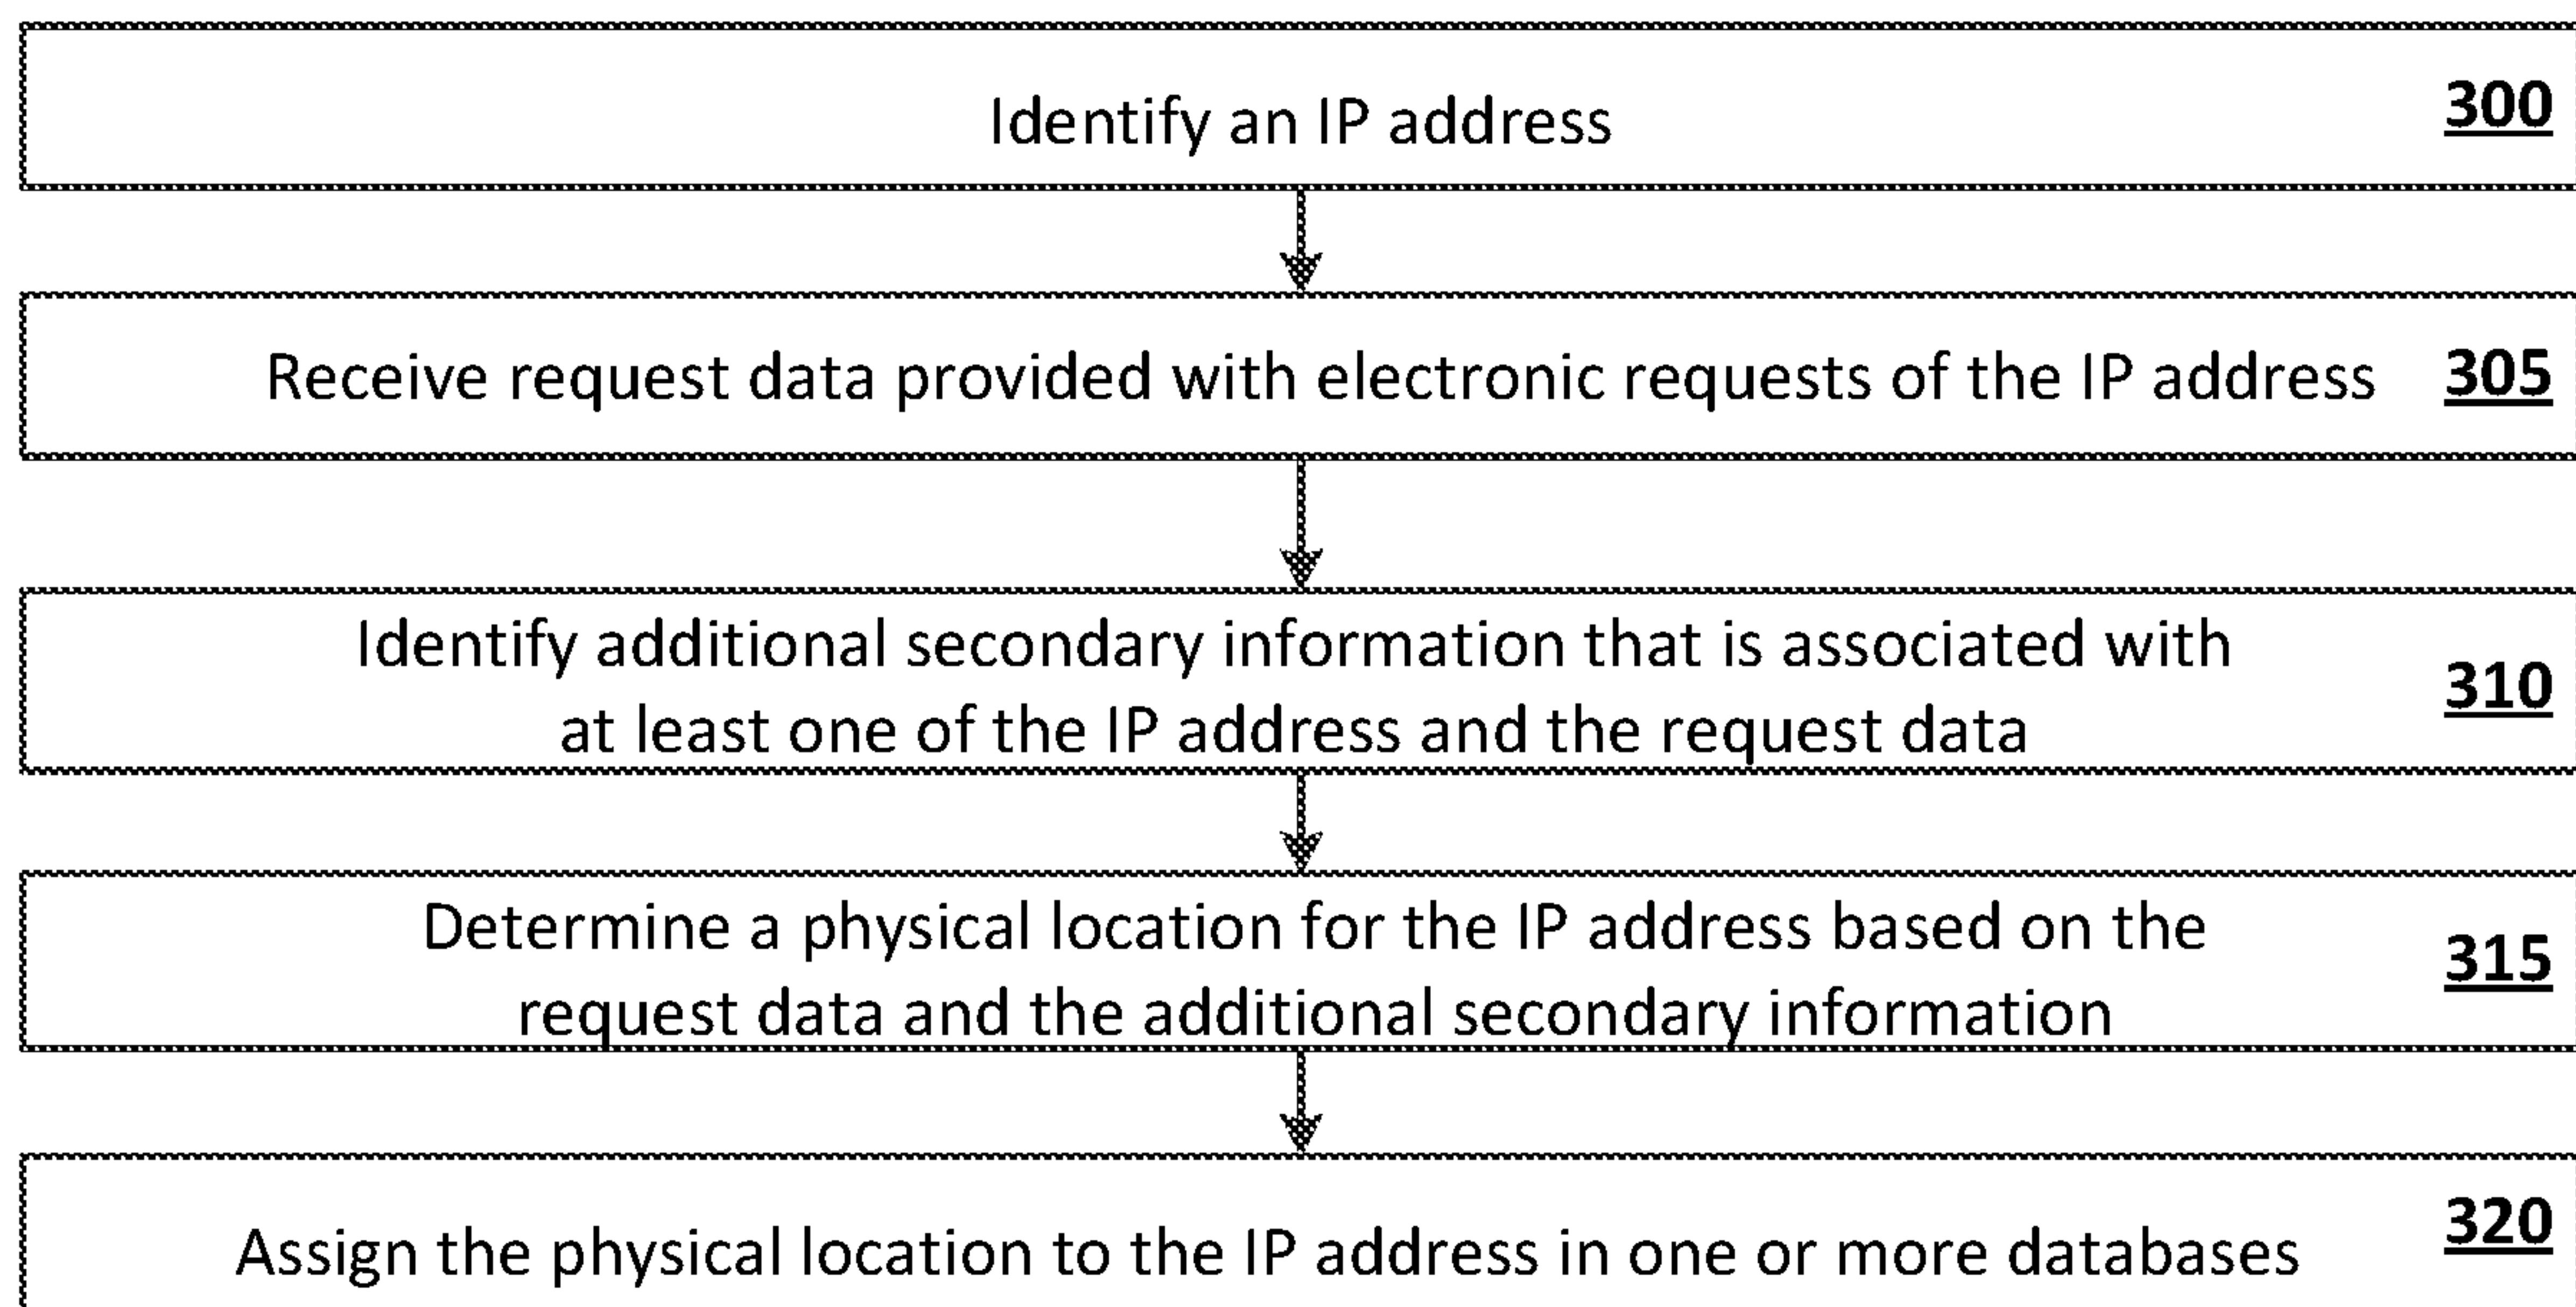 Identify an IP address 300
Receive request data provided with electronic requests of the IP address 305
Identify additional secondary information that is associated with
at least one of the IP address and the request data 310
Determine a physical location for the IP address based on the
request data and the additional secondary information 315
Assign the physical location to the IP address in one or more databases 320